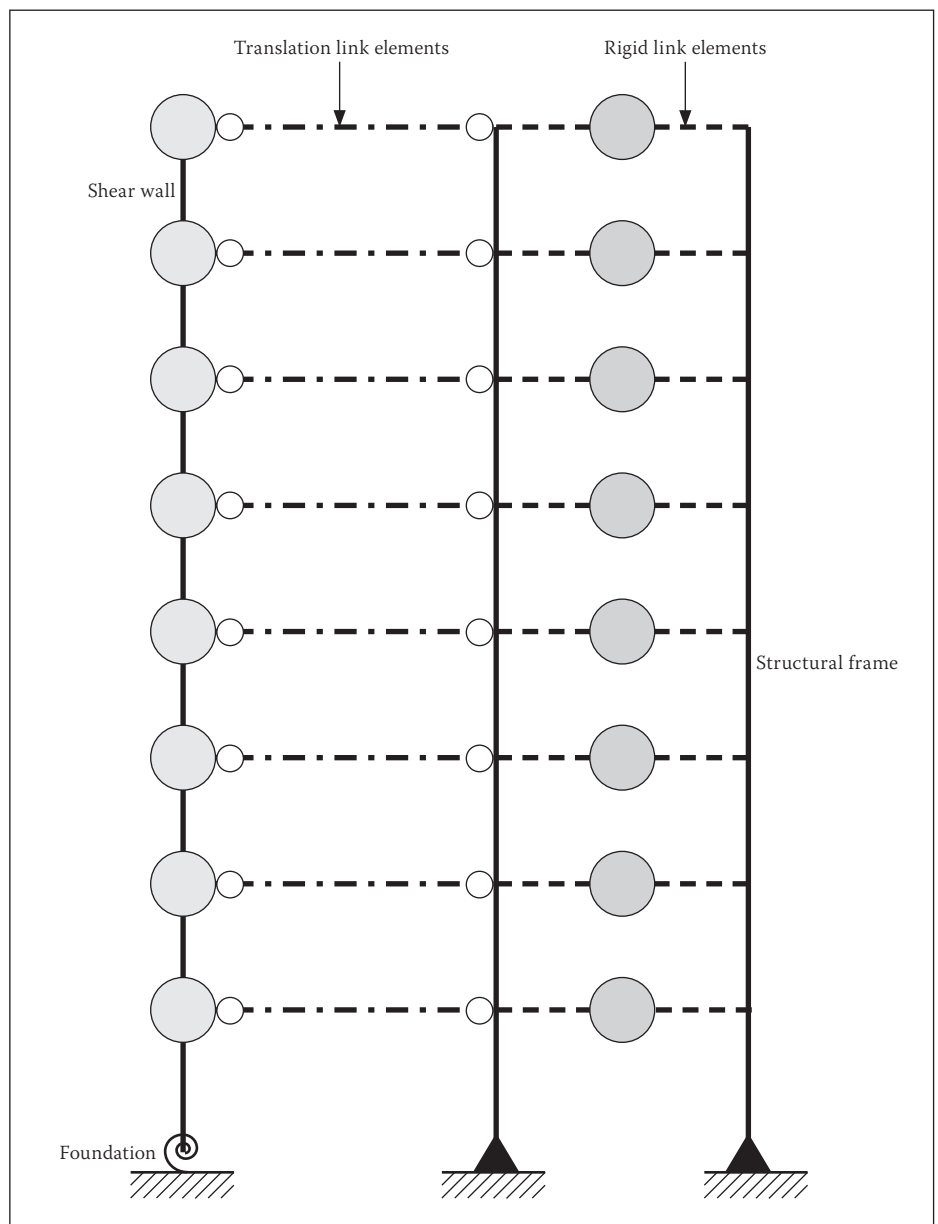 Translation link elements
Rigid link elements
Shear wall
Structural frame
Foundation